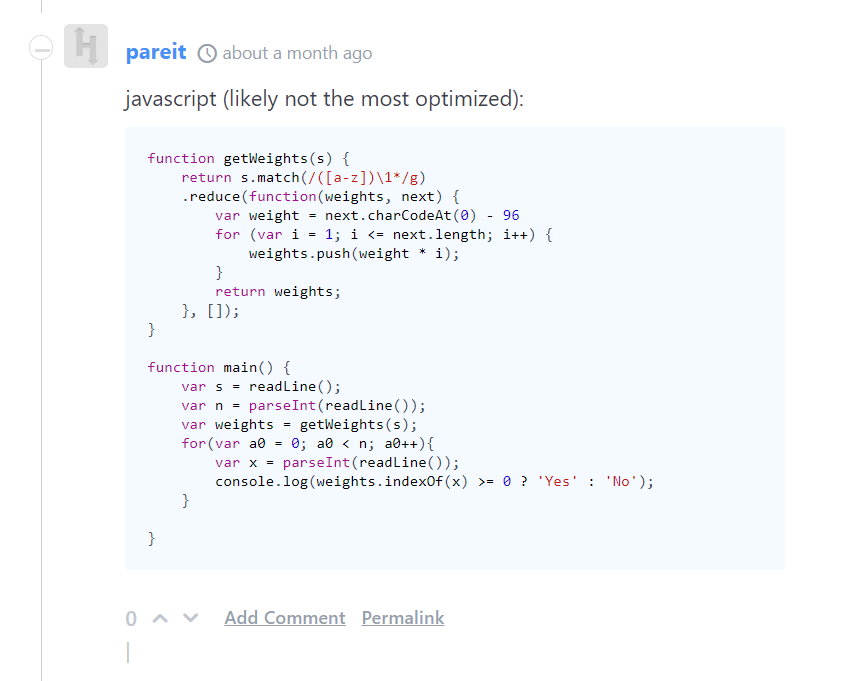 pareit about a month ago
javascript (likely not the most optimized):
function getWeights(s) {
    return s.match(/([a-z])\1*/g)
    .reduce(function(weights, next) {
        var weight = next.charCodeAt(0) - 96
        for (var i = 1; i <= next.length; i++) {
            weights.push(weight * i);
        }
        return weights;
    }, []);
}
function main() {
    var s = readLine();
    var n = parseInt(readLine());
    var weights = getWeights(s);
    for(var a0 = 0; a0 < n; a0++){
        var x = parseInt(readLine());
        console.log(weights.indexOf(x) >= 0 ? 'Yes' : 'No');
    }
}
0 Add Comment Permalink
|